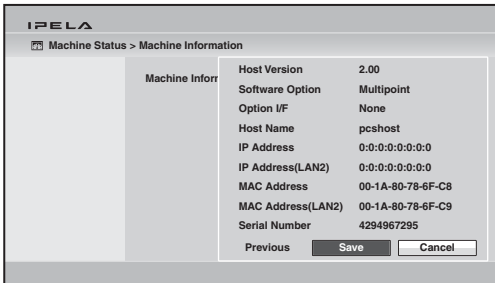 IPELA
Machine Status > Machine Information
Machine Infor
Host Version 2.00
Software Option Multipoint
Option I/F None
Host Name pcshost
IP Address 0:0:0:0:0:0:0:0
IP Address(LAN2) 0:0:0:0:0:0:0:0
MAC Address 00-1A-80-78-6F-C8
MAC Address(LAN2) 00-1A-80-78-6F-C9
Serial Number 4294967295
Previous Save Cancel